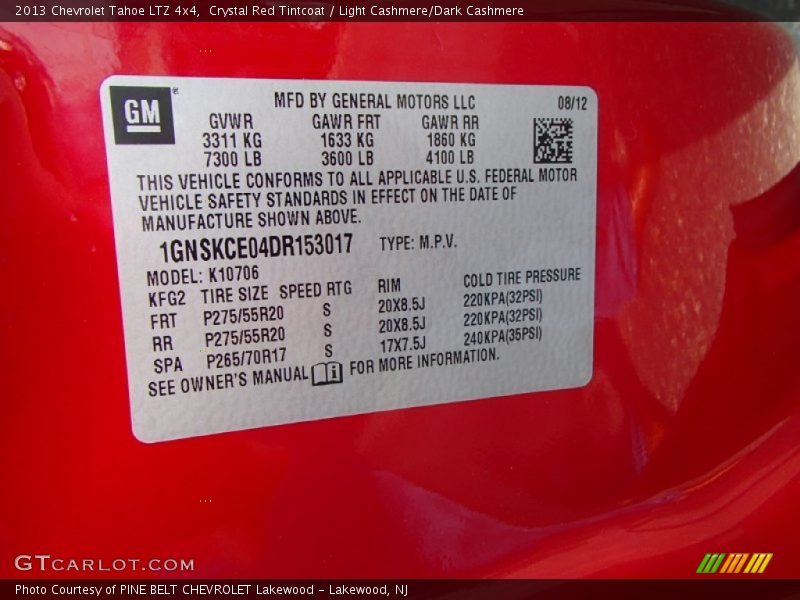 2013 Chevrolet Tahoe LTZ 4x4, Crystal Red Tintcoat / Light Cashmere/Dark Cashmere
GM ®
MFD BY GENERAL MOTORS LLC 08/12
GVWR GAWR FRT GAWR RR
3311 KG 1633 KG 1860 KG
7300 LB 3600 LB 4100 LB
THIS VEHICLE CONFORMS TO ALL APPLICABLE U.S. FEDERAL MOTOR
VEHICLE SAFETY STANDARDS IN EFFECT ON THE DATE OF
MANUFACTURE SHOWN ABOVE.
1GNSKCE04DR153017 TYPE: M.P.V.
MODEL: K10706
KFG2 TIRE SIZE SPEED RTG RIM COLD TIRE PRESSURE
FRT P275/55R20 S 20X8.5J 220KPA(32PSI)
RR P275/55R20 S 20X8.5J 220KPA(32PSI)
SPA P265/70R17 S 17X7.5J 240KPA(35PSI)
SEE OWNER'S MANUAL FOR MORE INFORMATION.
GTCARLOT.COM
Photo Courtesy of PINE BELT CHEVROLET Lakewood - Lakewood, NJ